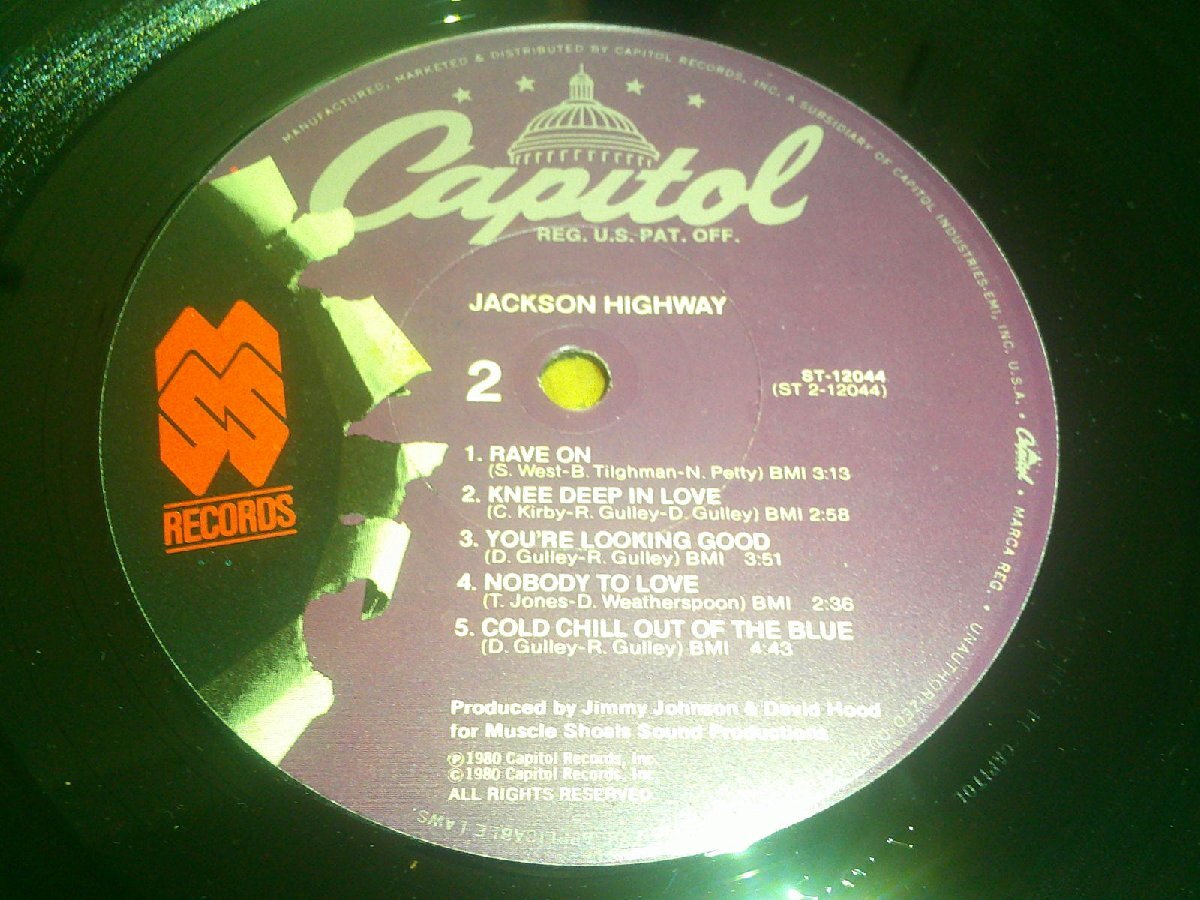 MANUFACTURED, MARKETED & DISTRIBUTED BY CAPITOL RECORDS, INC. A SUBSIDIARY OF CAPITOL INDUSTRIES-EMI, INC. U.S.A. • Capitol • MARCA REG. • UNAUTHORIZED
APPLICABLE LAWS.
Capitol
REG. U.S. PAT. OFF.
JACKSON HIGHWAY
2
ST-12044
(ST 2-12044)
MSS
RECORDS
1. RAVE ON
(S. West-B. Tilghman-N. Petty) BMI 3:13
2. KNEE DEEP IN LOVE
(C. Kirby-R. Gulley-D. Gulley) BMI 2:58
3. YOU'RE LOOKING GOOD
(D. Gulley-R. Gulley) BMI 3:51
4. NOBODY TO LOVE
(T. Jones-D. Weatherspoon) BMI 2:36
5. COLD CHILL OUT OF THE BLUE
(D. Gulley-R. Gulley) BMI 4:43
Produced by Jimmy Johnson & David Hood
for Muscle Shoals Sound Productions
℗1980 Capitol Records, Inc.
©1980 Capitol Records, Inc.
ALL RIGHTS RESERVED.
CAPITOL